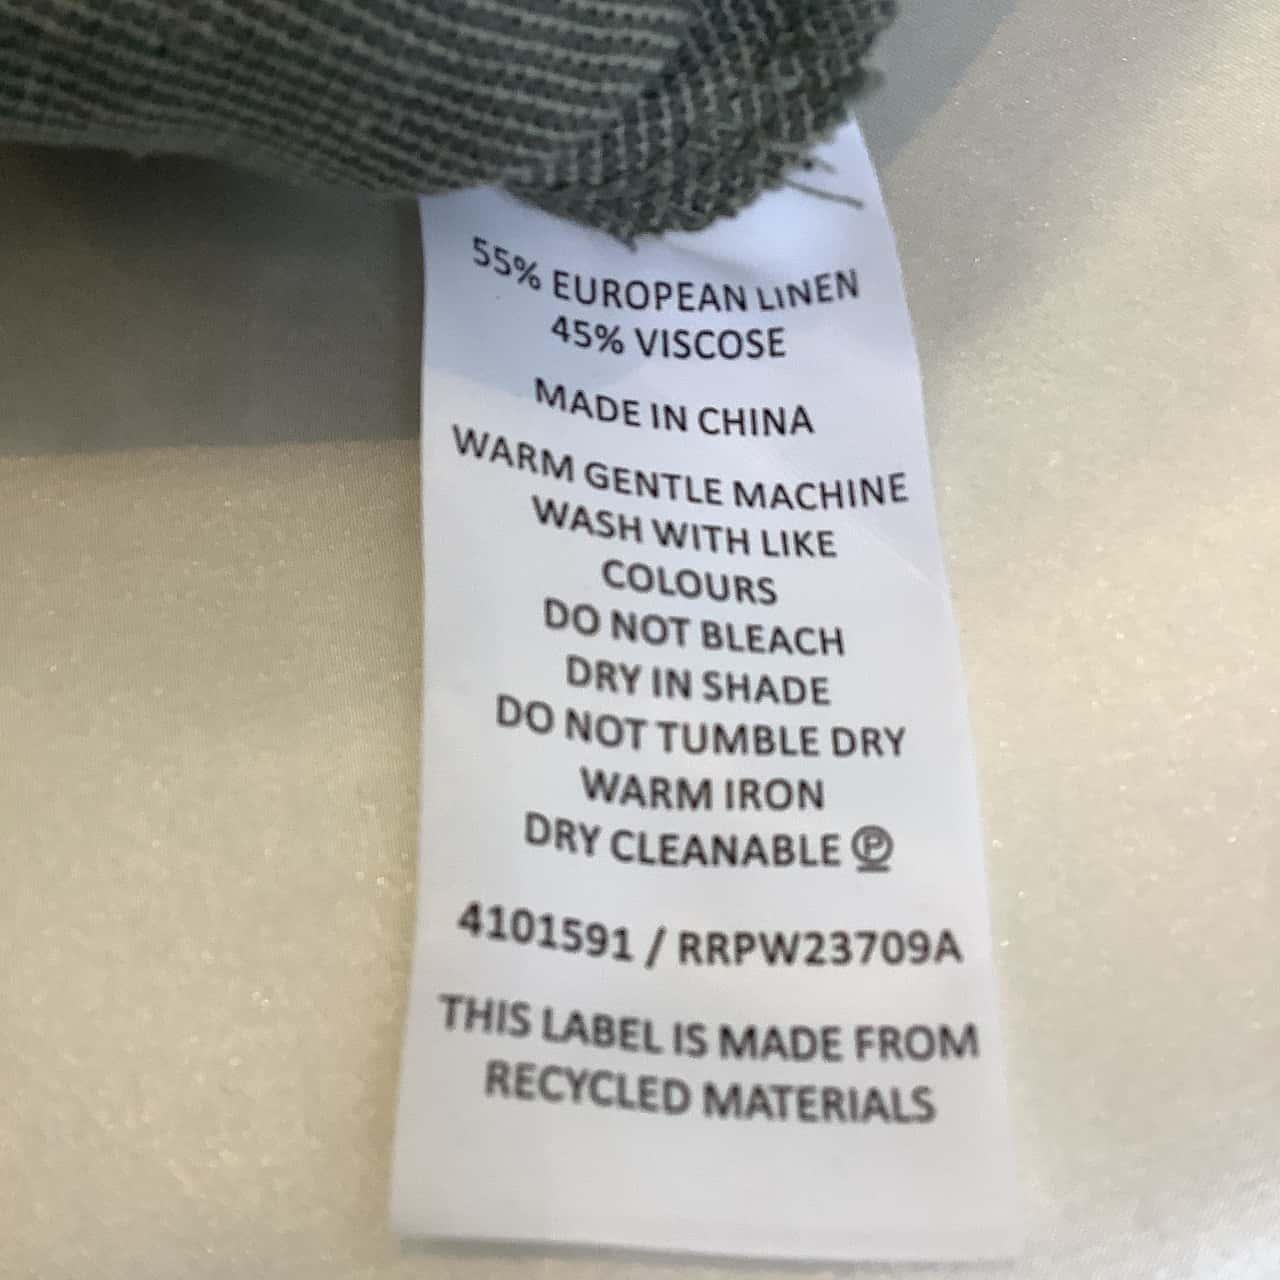 55% EUROPEAN LINEN
45% VISCOSE
MADE IN CHINA
WARM GENTLE MACHINE
WASH WITH LIKE
COLOURS
DO NOT BLEACH
DRY IN SHADE
DO NOT TUMBLE DRY
WARM IRON
DRY CLEANABLE Ⓟ
4101591 / RRPW23709A
THIS LABEL IS MADE FROM
RECYCLED MATERIALS